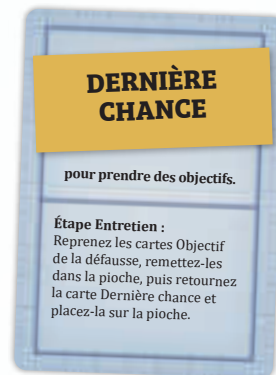 DERNIÈRE
CHANCE
pour prendre des objectifs.
Étape Entretien :
Reprenez les cartes Objectif
de la défausse, remettez-les
dans la pioche, puis retournez
la carte Dernière chance et
placez-la sur la pioche.